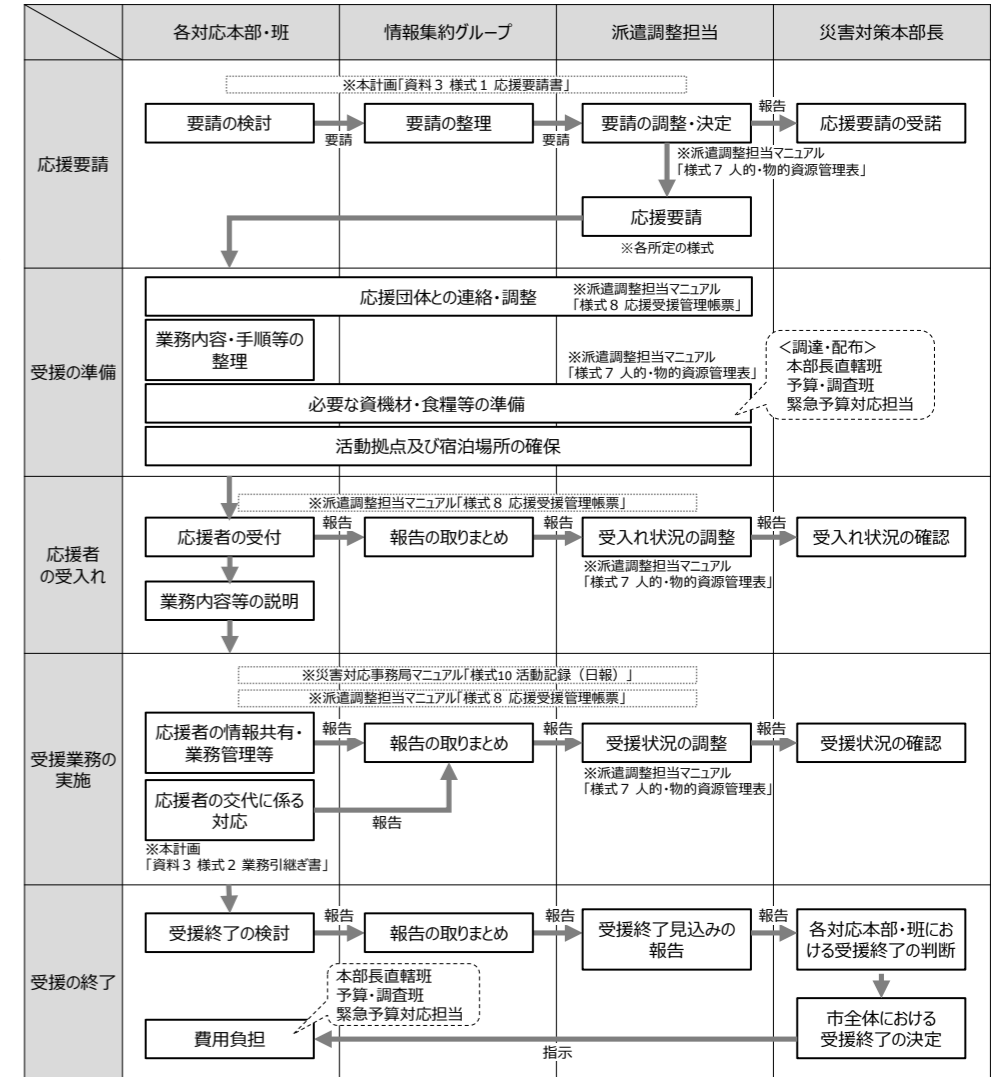 各対応本部・班
情報集約グループ
派遣調整担当
災害対策本部長
応援要請
※本計画「資料３ 様式１ 応援要請書」
要請の検討
要請
要請の整理
要請
要請の調整・決定
報告
応援要請の受諾
※派遣調整担当マニュアル
「様式７ 人的・物的資源管理表」
応援要請
※各所定の様式
受援の準備
応援団体との連絡・調整
※派遣調整担当マニュアル
「様式８ 応援受援管理帳票」
業務内容・手順等の
整理
※派遣調整担当マニュアル
「様式７ 人的・物的資源管理表」
＜調達・配布＞
本部長直轄班
予算・調査班
緊急予算対応担当
必要な資機材・食糧等の準備
活動拠点及び宿泊場所の確保
応援者
の受入れ
※派遣調整担当マニュアル「様式８ 応援受援管理帳票」
応援者の受付
報告
報告の取りまとめ
報告
受入れ状況の調整
報告
受入れ状況の確認
※派遣調整担当マニュアル
「様式７ 人的・物的資源管理表」
業務内容等の説明
受援業務の
実施
※災害対応事務局マニュアル「様式10 活動記録（日報）」
※派遣調整担当マニュアル「様式８ 応援受援管理帳票」
応援者の情報共有・
業務管理等
報告
報告の取りまとめ
報告
受援状況の調整
報告
受援状況の確認
※派遣調整担当マニュアル
「様式７ 人的・物的資源管理表」
応援者の交代に係る
対応
報告
※本計画
「資料３ 様式２ 業務引継ぎ書」
受援の終了
受援終了の検討
報告
報告の取りまとめ
報告
受援終了見込みの
報告
報告
各対応本部・班にお
ける受援終了の判断
本部長直轄班
予算・調査班
緊急予算対応担当
市全体における
受援終了の決定
費用負担
指示